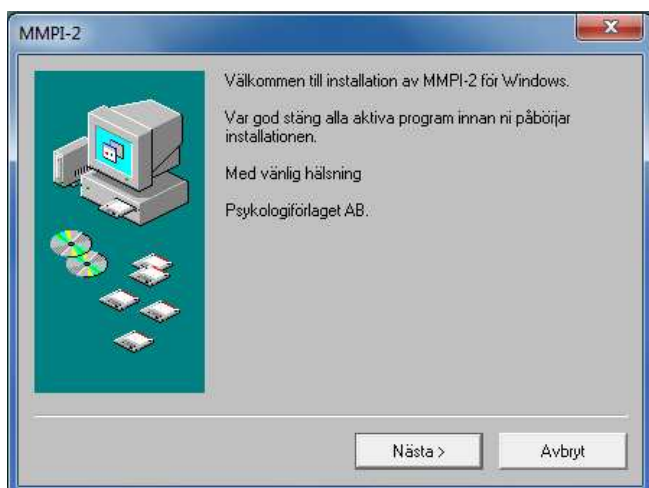 MMPI-2
Välkommen till installation av MMPI-2 för Windows.
Var god stäng alla aktiva program innan ni påbörjar
installationen.
Med vänlig hälsning
Psykologiförlaget AB.
Nästa >
Avbryt